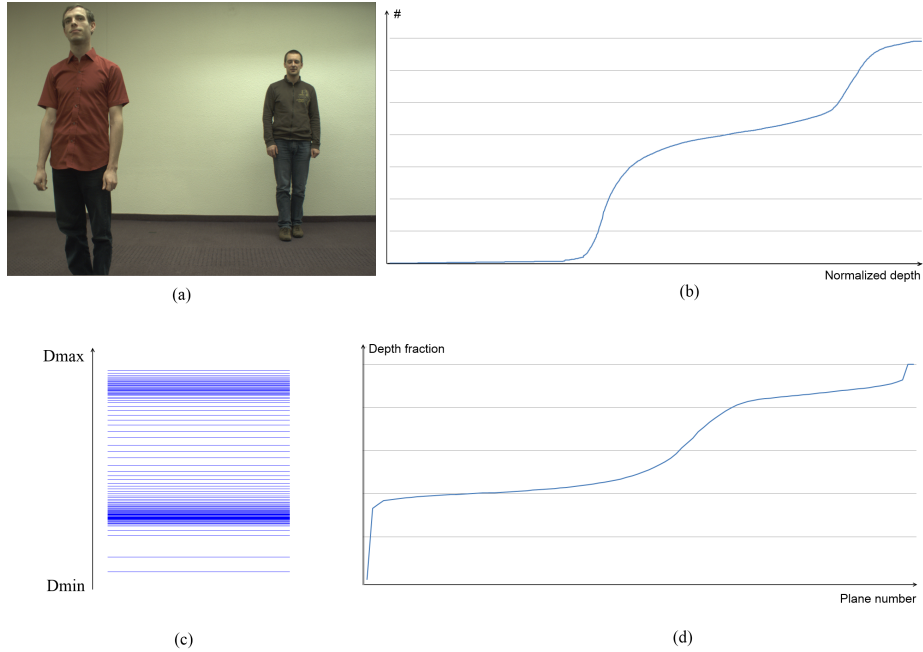 #
Normalized depth
(a)
(b)
Dmax
Dmin
Depth fraction
Plane number
(c)
(d)